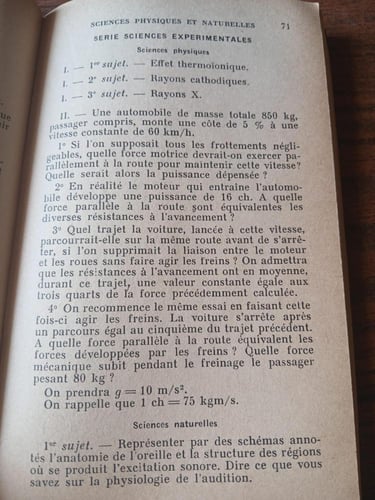 SCIENCES PHYSIQUES ET NATURELLES 71
SERIE SCIENCES EXPERIMENTALES
Sciences physiques
I. — 1er sujet. — Effet thermoïonique.
I. — 2e sujet. — Rayons cathodiques.
I. — 3e sujet. — Rayons X.
II. — Une automobile de masse totale 850 kg,
passager compris, monte une côte de 5 % à une
vitesse constante de 60 km/h.
1° Si l'on supposait tous les frottements négli-
geables, quelle force motrice devrait-on exercer pa-
rallèlement à la route pour maintenir cette vitesse?
Quelle serait alors la puissance dépensée ?
2° En réalité le moteur qui entraine l'automo-
bile développe une puissance de 16 ch. A quelle
force parallèle à la route sont équivalentes les
diverses résistances à l'avancement ?
3° Quel trajet la voiture, lancée à cette vitesse,
parcourrait-elle sur la même route avant de s'arrê-
ter, si l'on supprimait la liaison entre le moteur
et les roues sans faire agir les freins ? On admettra
que les résistances à l'avancement ont en moyenne,
durant ce trajet, une valeur constante égale aux
trois quarts de la force précédemment calculée.
4° On recommence le même essai en faisant cette
fois-ci agir les freins. La voiture s'arrête après
un parcours égal au cinquième du trajet précédent.
A quelle force parallèle à la route équivalent les
forces développées par les freins ? Quelle force
mécanique subit pendant le freinage le passager
pesant 80 kg ?
On prendra g = 10 m/s².
On rappelle que 1 ch = 75 kgm/s.
Sciences naturelles
1er sujet. — Représenter par des schémas anno-
tés l'anatomie de l'oreille et la structure des régions
où se produit l'excitation sonore. Dire ce que vous
savez sur la physiologie de l'audition.